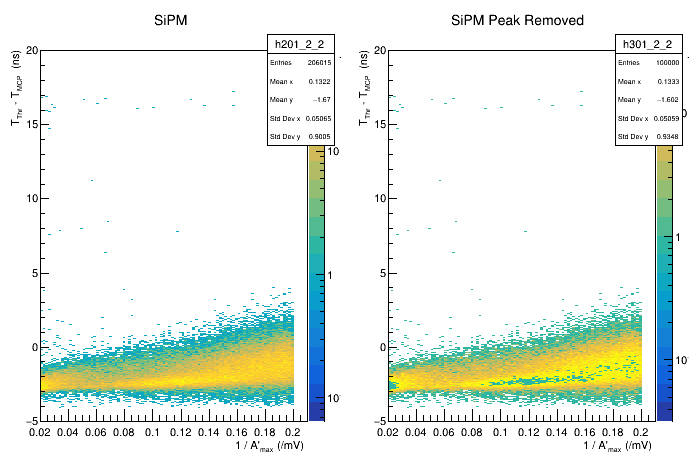 SiPM
h201_2_2
Entries 206015
Mean x 0.1322
Mean y −1.67
Std Dev x 0.05065
Std Dev y 0.9005
T_Thr - T_MCP (ns)
20
15
10
5
0
−5
0.02 0.04 0.06 0.08 0.1 0.12 0.14 0.16 0.18 0.2
1 / A'_max (/mV)
10
1
10
SiPM Peak Removed
h301_2_2
Entries 100000
Mean x 0.1333
Mean y −1.602
Std Dev x 0.05059
Std Dev y 0.9348
T_Thr - T_MCP (ns)
20
15
10
5
0
−5
0.02 0.04 0.06 0.08 0.1 0.12 0.14 0.16 0.18 0.2
1 / A'_max (/mV)
1
10